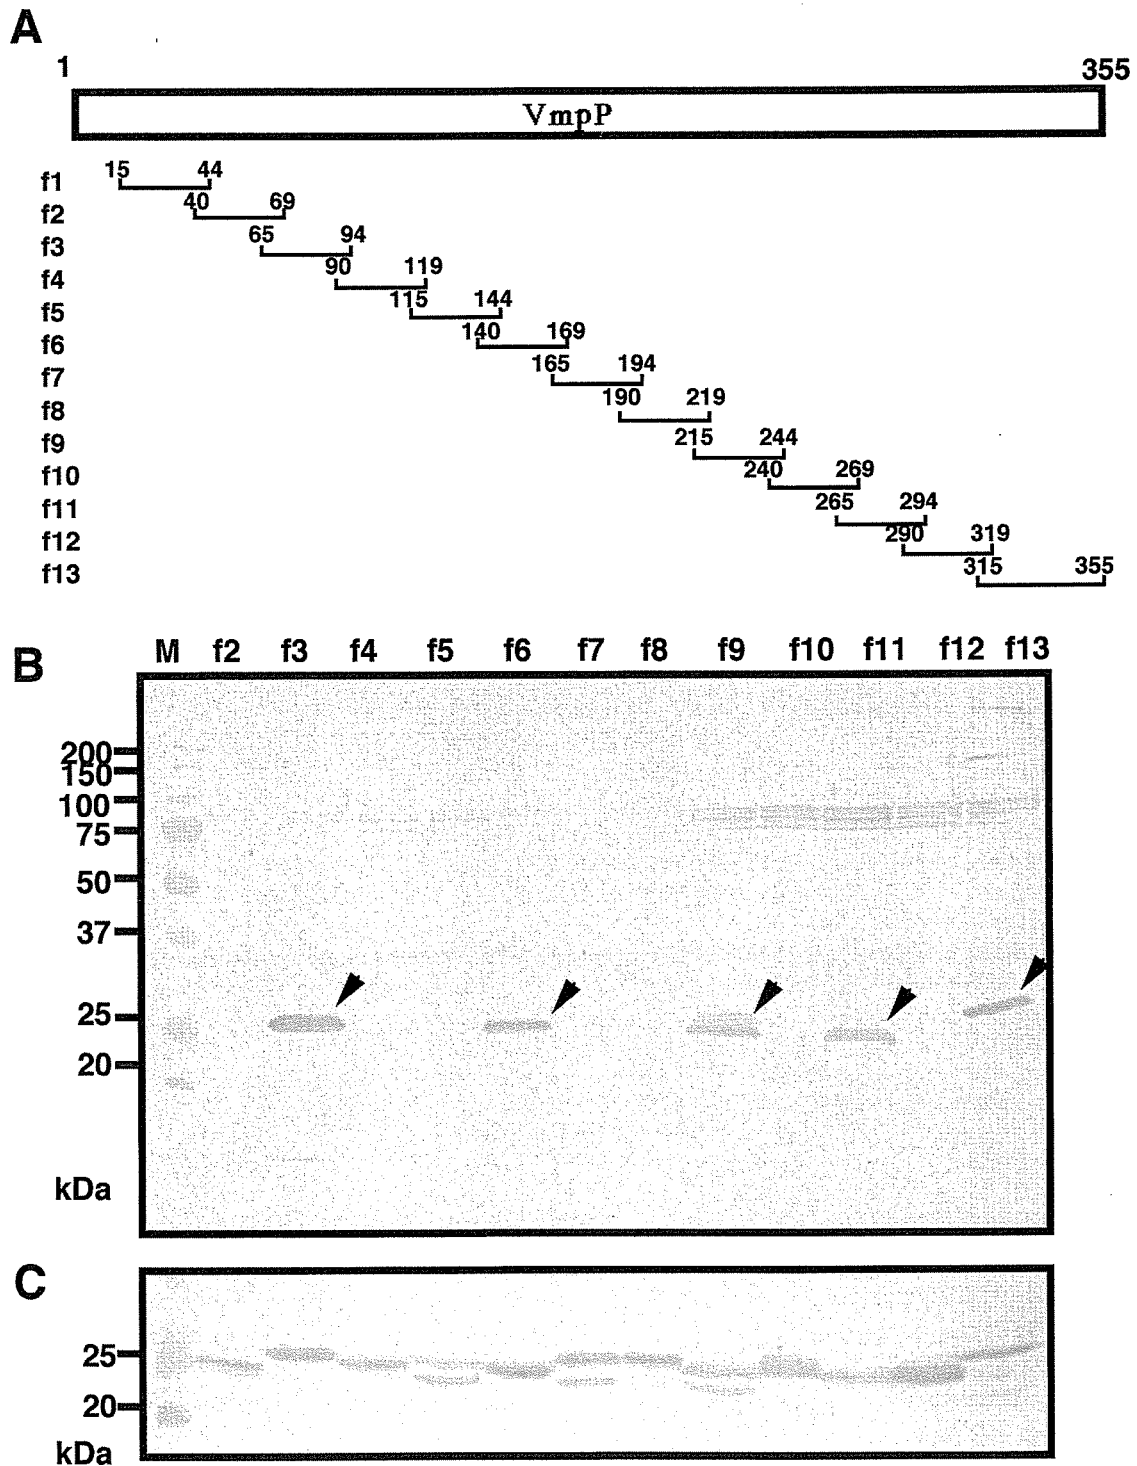 A
1 355
VmpP
f1 15 44
f2 40 69
f3 65 94
f4 90 119
f5 115 144
f6 140 169
f7 165 194
f8 190 219
f9 215 244
f10 240 269
f11 265 294
f12 290 319
f13 315 355
B
M f2 f3 f4 f5 f6 f7 f8 f9 f10 f11 f12 f13
200
150
100
75
50
37
25
20
kDa
C
25
20
kDa